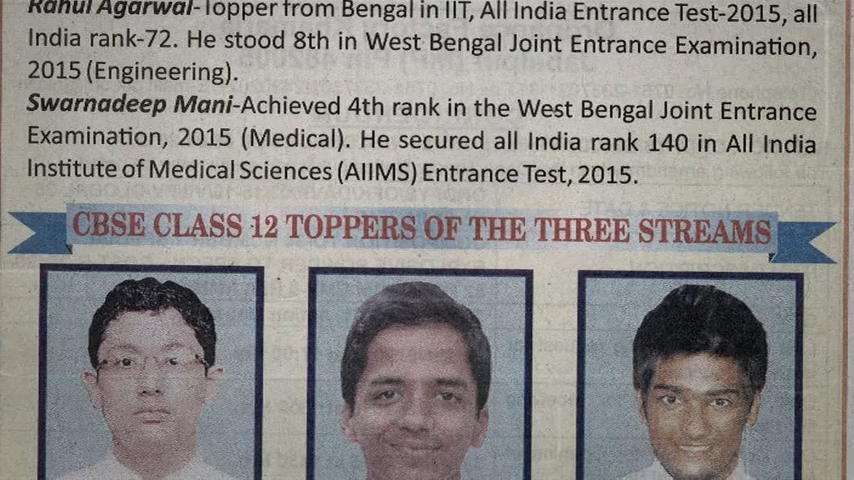 Rahul Agarwal-Topper from Bengal in IIT, All India Entrance Test-2015, all
India rank-72. He stood 8th in West Bengal Joint Entrance Examination,
2015 (Engineering).
Swarnadeep Mani-Achieved 4th rank in the West Bengal Joint Entrance
Examination, 2015 (Medical). He secured all India rank 140 in All India
Institute of Medical Sciences (AIIMS) Entrance Test, 2015.
CBSE CLASS 12 TOPPERS OF THE THREE STREAMS